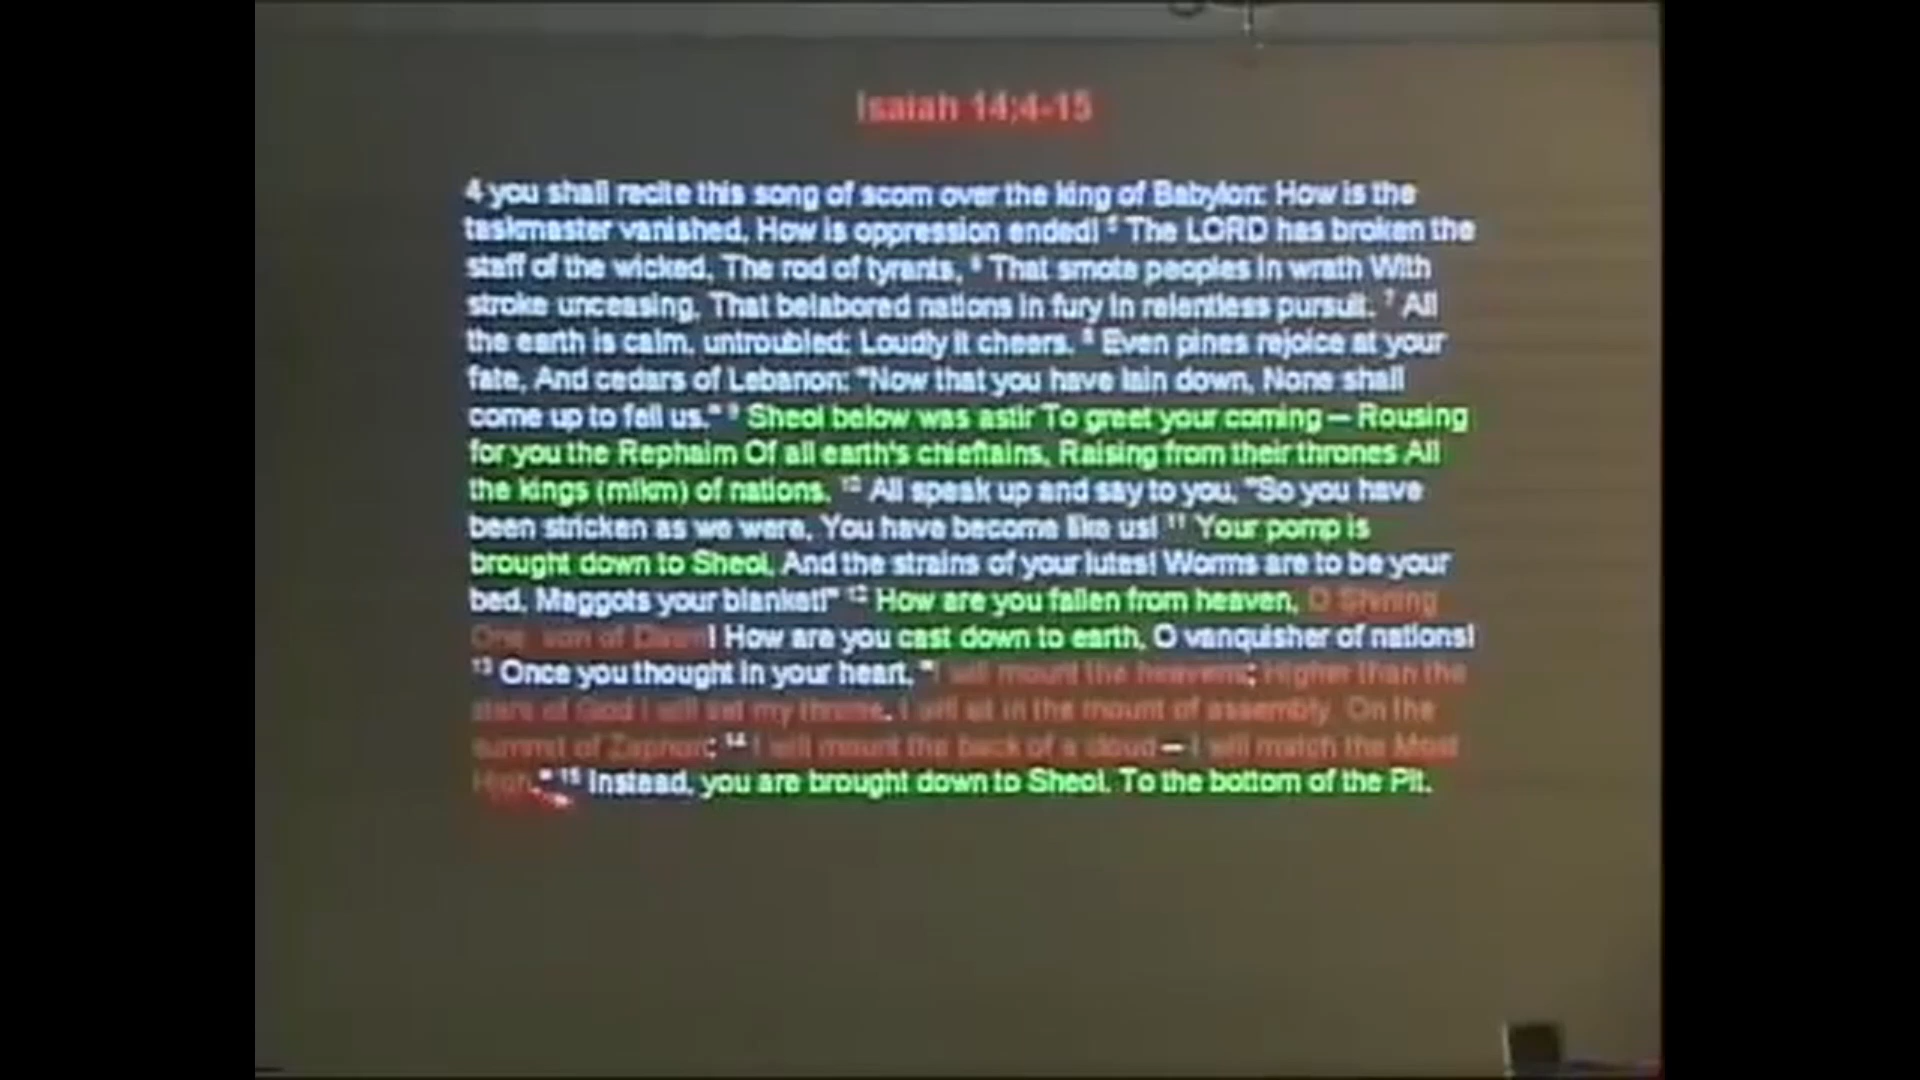 Isaiah 14;4-15
4 you shall recite this song of scorn over the king of Babylon: How is the
taskmaster vanished, How is oppression ended! 5 The LORD has broken the
staff of the wicked, The rod of tyrants, 6 That smote peoples in wrath With
stroke unceasing, That belabored nations in fury In relentless pursuit. 7 All
the earth is calm, untroubled; Loudly it cheers. 8 Even pines rejoice at your
fate, And cedars of Lebanon: "Now that you have lain down, None shall
come up to fell us." 9 Sheol below was astir To greet your coming — Rousing
for you the Rephaim Of all earth's chieftains, Raising from their thrones All
the kings (mlkm) of nations. 10 All speak up and say to you, "So you have
been stricken as we were, You have become like us! 11 Your pomp is
brought down to Sheol, And the strains of your lutes! Worms are to be your
bed, Maggots your blanket!" 12 How are you fallen from heaven, O Shining
One, son of Dawn! How are you cast down to earth, O vanquisher of nations!
13 Once you thought in your heart, "I will mount the heavens; Higher than the
stars of God I will set my throne. I will sit in the mount of assembly, On the
summit of Zaphon: 14 I will mount the back of a cloud — I will match the Most
High." 15 Instead, you are brought down to Sheol, To the bottom of the Pit.